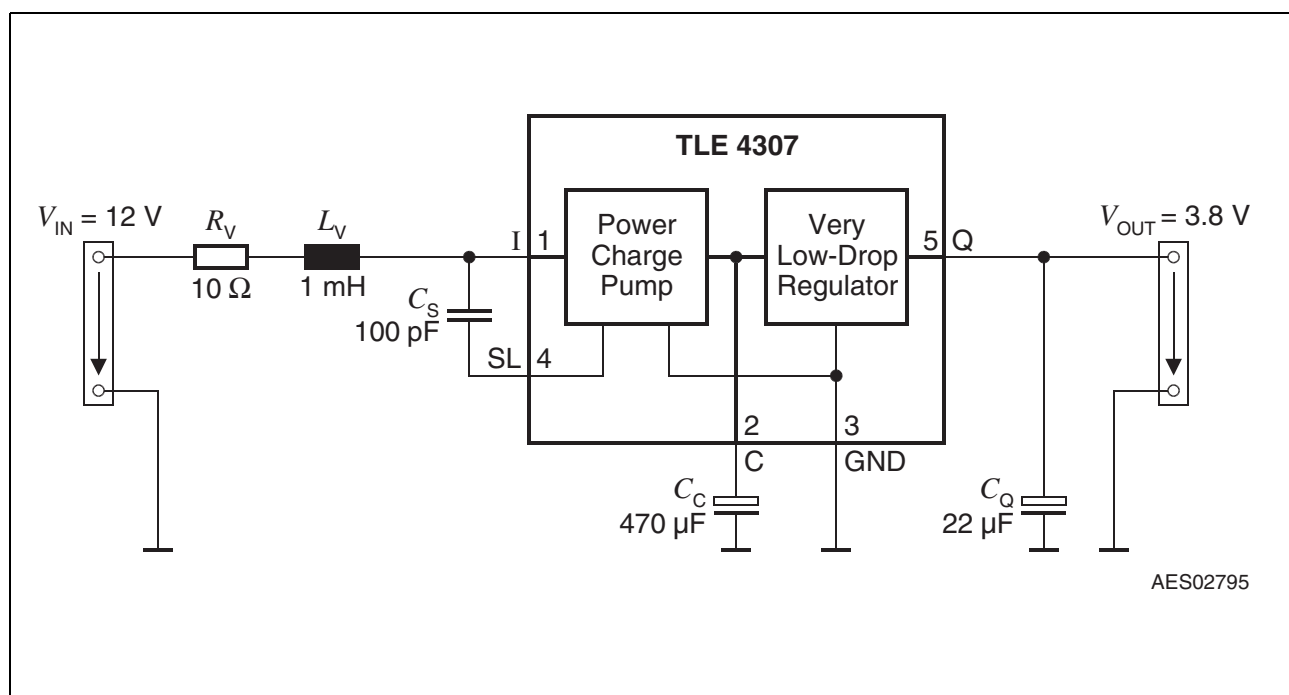 TLE 4307
V_IN = 12 V
R_V
L_V
10 Ω
1 mH
C_S
100 pF
I
1
SL
4
Power
Charge
Pump
Very
Low-Drop
Regulator
5
Q
V_OUT = 3.8 V
2
3
C
GND
C_C
470 µF
C_Q
22 µF
AES02795